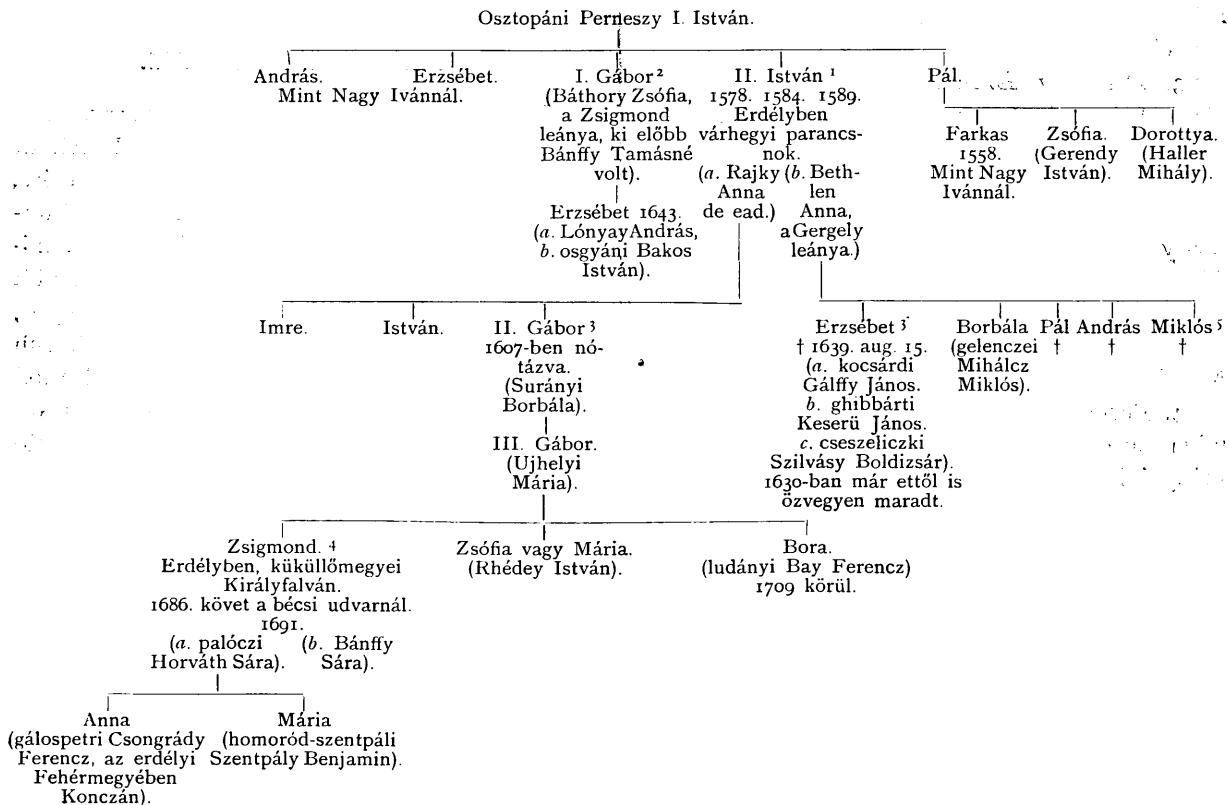 Osztopáni Perneszy I. István.
András. Erzsébet.
Mint Nagy Ivánnál.
I. Gábor ²
(Báthory Zsófia,
a Zsigmond
leánya, ki előbb
Bánffy Tamásné
volt).
Erzsébet 1643.
(a. Lónyay András,
b. osgyáni Bakos
István).
II. István ¹
1578. 1584. 1589.
Erdélyben
várhegyi parancs-
nok.
(a. Rajky
Anna
de ead.)
(b. Beth-
len
Anna,
a Gergely
leánya.)
Pál.
Farkas
1558.
Mint Nagy
Ivánnál.
Zsófia.
(Gerendy
István).
Dorottya.
(Haller
Mihály).
Imre.
István.
II. Gábor ³
1607-ben nó-
tázva.
(Surányi
Borbála).
III. Gábor.
(Ujhelyi
Mária).
Erzsébet ³
† 1639. aug. 15.
(a. kocsárdi
Gálffy János.
b. ghibbárti
Keserü János.
c. cseszeliczki
Szilvásy Boldizsár).
1630-ban már ettől is
özvegyen maradt.
Borbála
(gelenczei
Mihálcz
Miklós).
Pál
†
András
†
Miklós ⁵
†
Zsigmond. ⁴
Erdélyben, küküllőmegyei
Királyfalván.
1686. követ a bécsi udvarnál.
1691.
(a. palóczi
Horváth Sára).
(b. Bánffy
Sára).
Zsófia vagy Mária.
(Rhédey István).
Bora.
(ludányi Bay Ferencz)
1709 körül.
Anna
(gálospetri Csongrády
Ferencz, az erdélyi
Fehérmegyében
Konczán).
Mária
(homoród-szentpáli
Szentpály Benjamin).